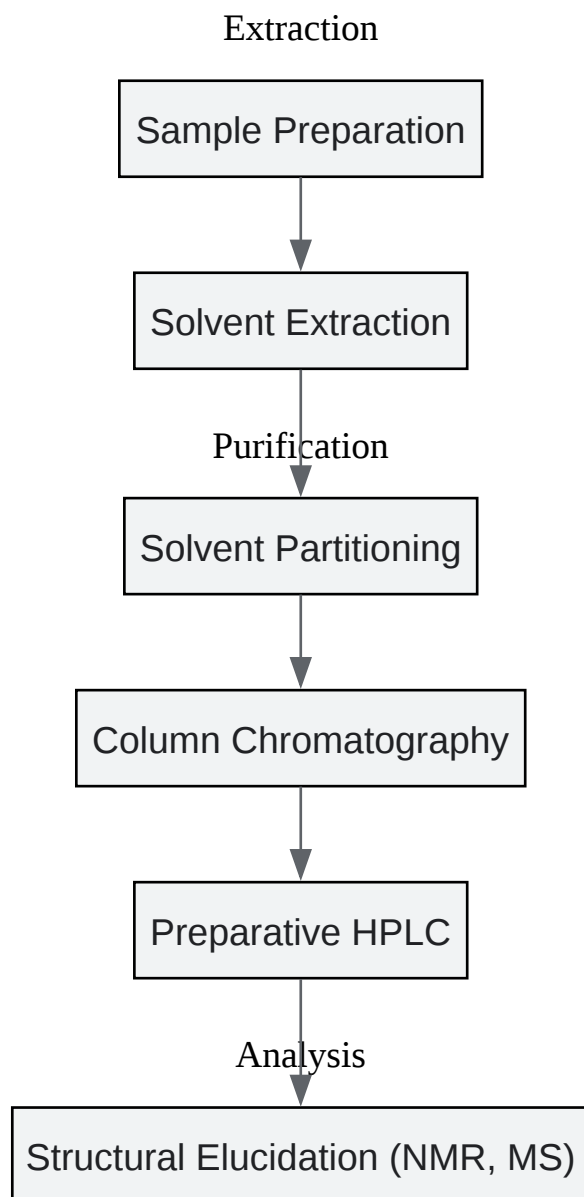 Extraction
Sample Preparation
Solvent Extraction
Purification
Solvent Partitioning
Column Chromatography
Preparative HPLC
Analysis
Structural Elucidation (NMR, MS)